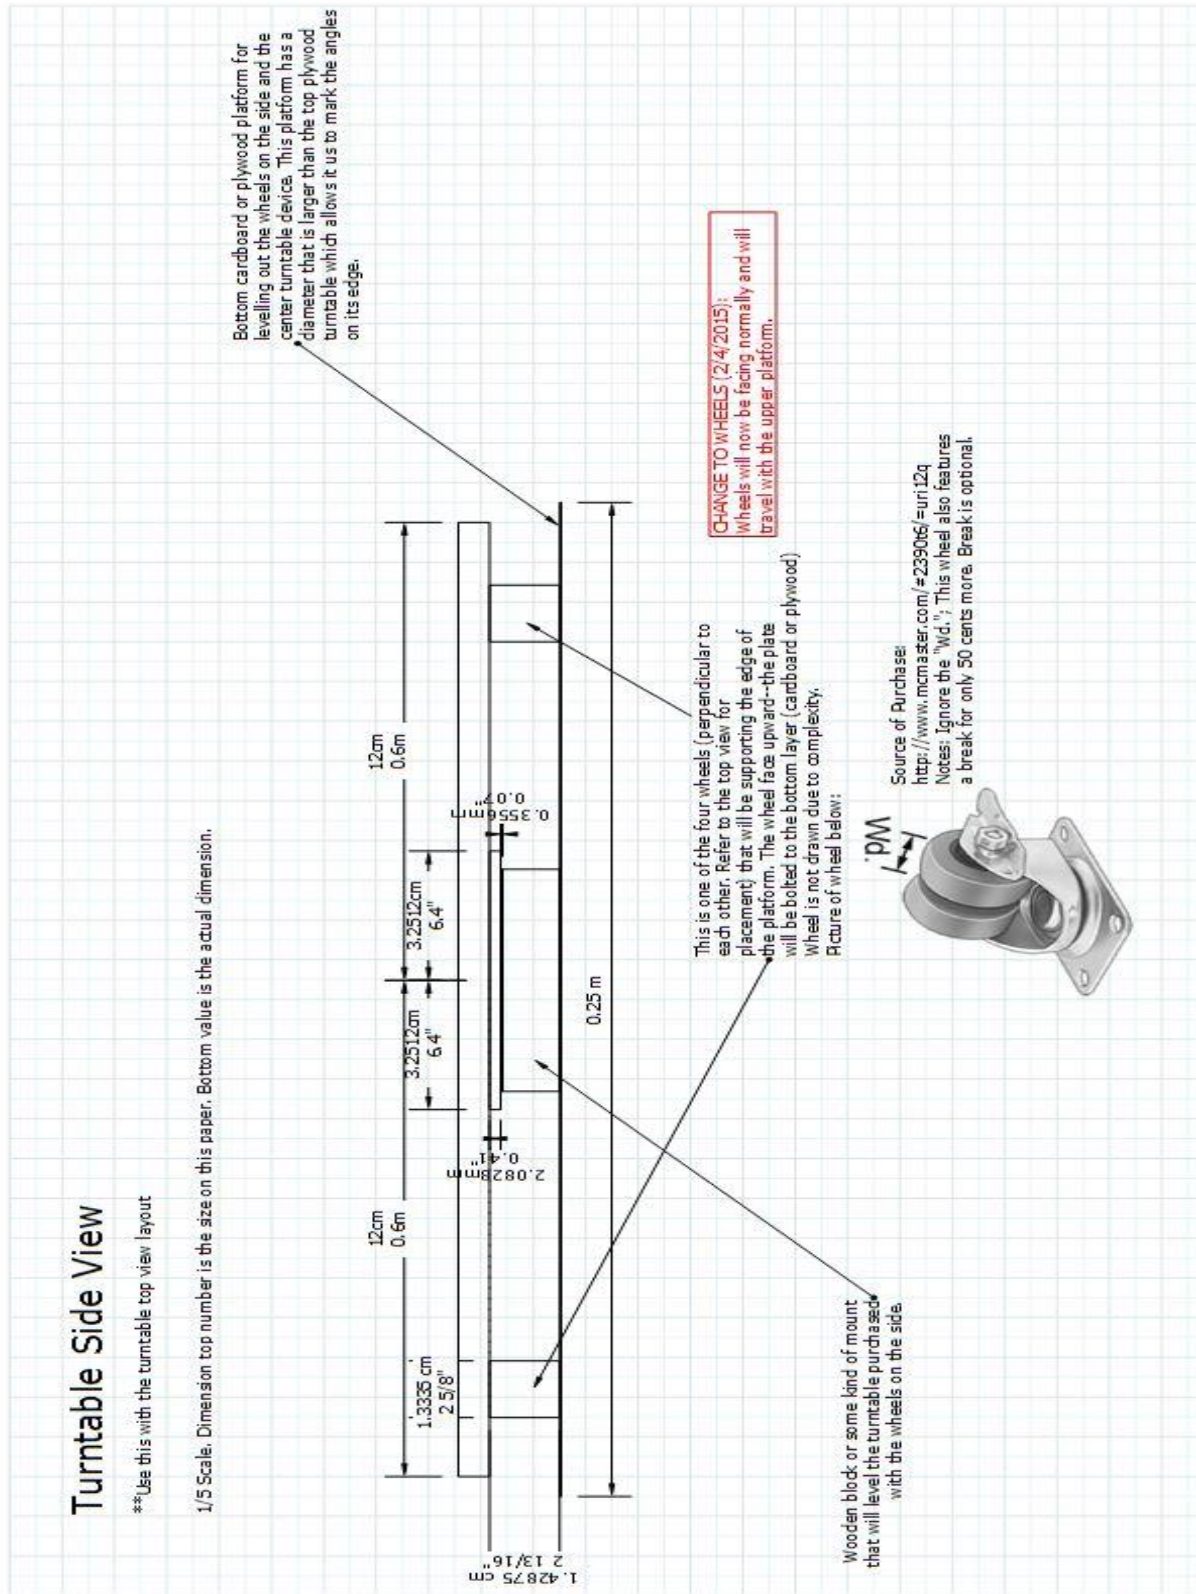 Turntable Side View
**Use this with the turntable top view layout
1/5 Scale. Dimension top number is the size on this paper. Bottom value is the actual dimension.
Bottom cardboard or plywood platform for
levelling out the wheels on the side and the
center turntable device. This platform has a
diameter that is larger than the top plywood
turntable which allows it us to mark the angles
on its edge.
12cm
0.6m
12cm
0.6m
1.3335 cm
2 5/8"
3.2512cm
6.4"
3.2512cm
6.4"
2.0828mm
0.41"
0.3556mm
0.07"
1.42875 cm
2 13/16"
0.25 m
This is one of the four wheels (perpendicular to
each other. Refer to the top view for
placement) that will be supporting the edge of
the platform. The wheel face upward--the plate
will be bolted to the bottom layer (cardboard or plywood)
Wheel is not drawn due to complexity.
Picture of wheel below:
CHANGE TO WHEELS (2/4/2015):
Wheels will now be facing normally and will
travel with the upper platform.
Wooden block or some kind of mount
that will level the turntable purchased
with the wheels on the side.
Wd.
Source of Purchase:
http://www.mcmaster.com/#2390t6/=uri12q
Notes: Ignore the "Wd."; This wheel also features
a break for only 50 cents more. Break is optional.